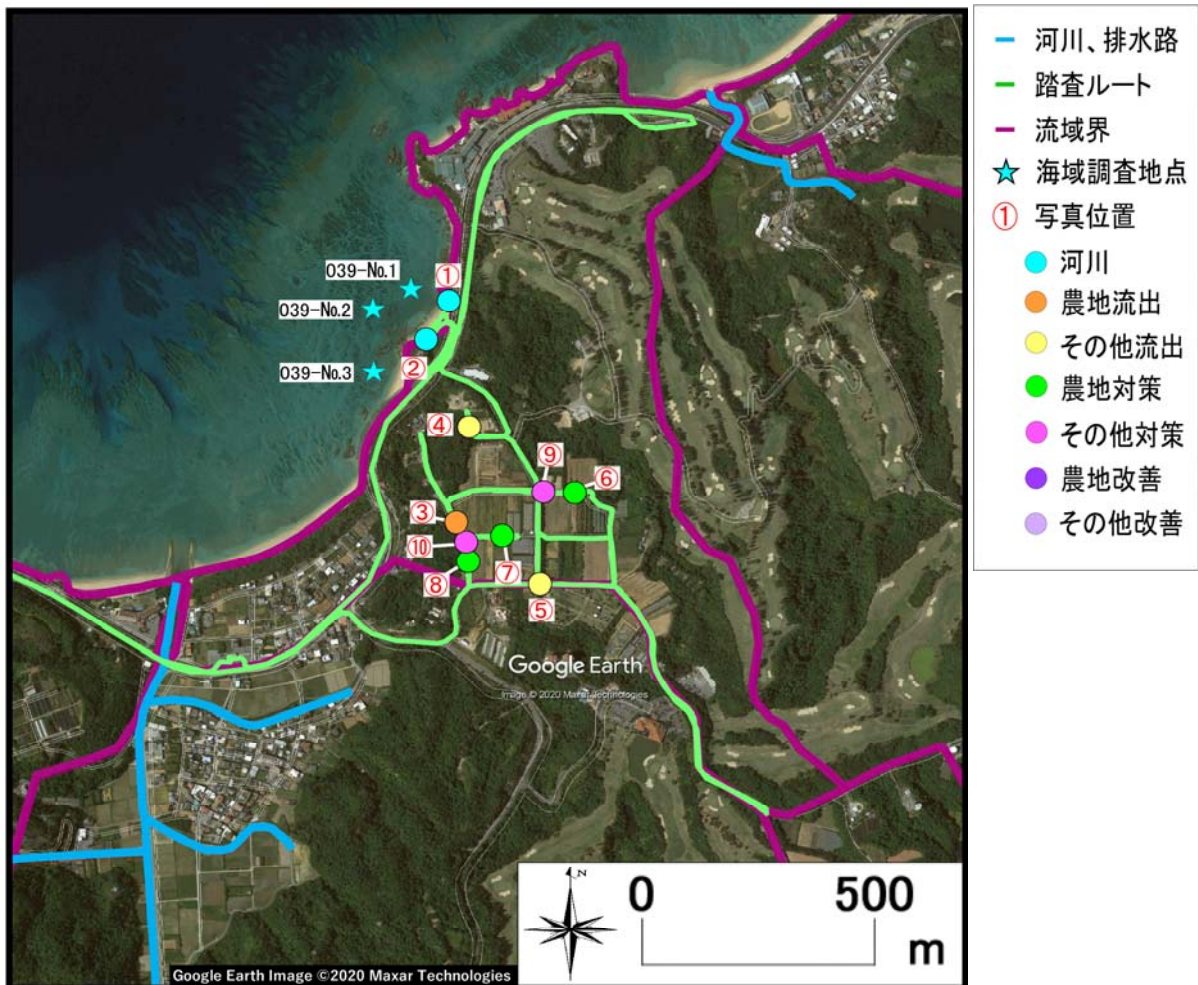 039-No.1
①
039-No.2
②
039-No.3
④
⑨
⑥
③
⑩
⑦
⑧
⑤
Google Earth
Image © 2020 Maxar Technologies
N
0 500
m
Google Earth Image ©2020 Maxar Technologies
河川、排水路
踏査ルート
流域界
海域調査地点
① 写真位置
河川
農地流出
その他流出
農地対策
その他対策
農地改善
その他改善